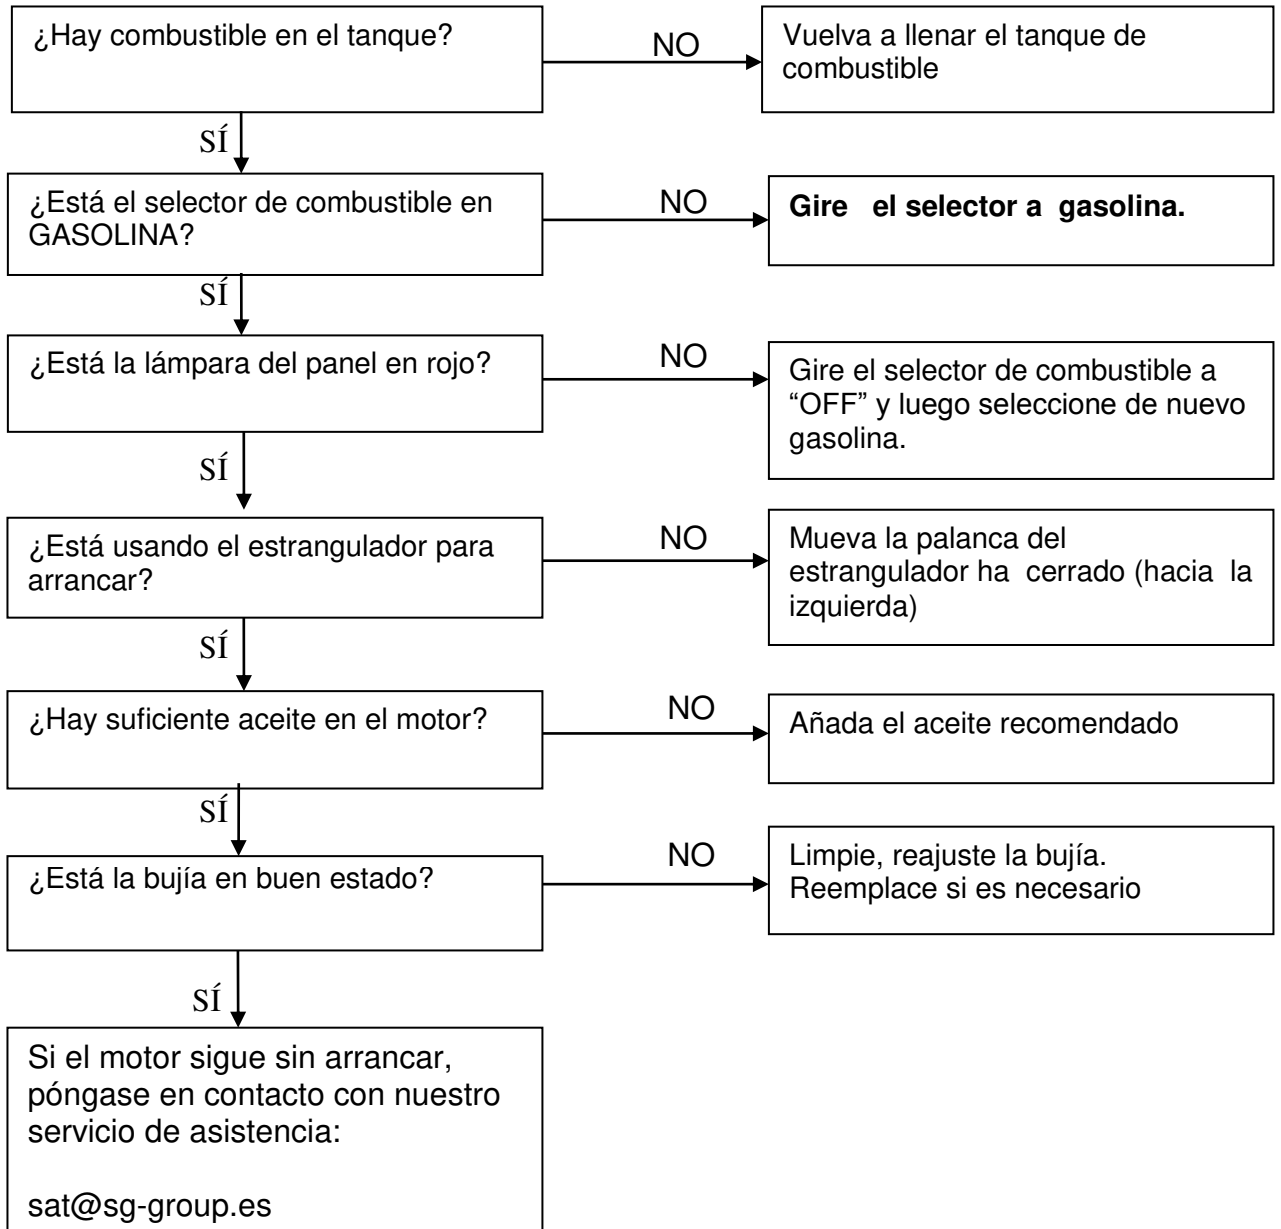 ¿Hay combustible en el tanque?
NO
Vuelva a llenar el tanque de
combustible
SÍ
¿Está el selector de combustible en
GASOLINA?
NO
Gire el selector a gasolina.
SÍ
¿Está la lámpara del panel en rojo?
NO
Gire el selector de combustible a
“OFF” y luego seleccione de nuevo
gasolina.
SÍ
¿Está usando el estrangulador para
arrancar?
NO
Mueva la palanca del
estrangulador ha cerrado (hacia la
izquierda)
SÍ
¿Hay suficiente aceite en el motor?
NO
Añada el aceite recomendado
SÍ
¿Está la bujía en buen estado?
NO
Limpie, reajuste la bujía.
Reemplace si es necesario
SÍ
Si el motor sigue sin arrancar,
póngase en contacto con nuestro
servicio de asistencia:
sat@sg-group.es